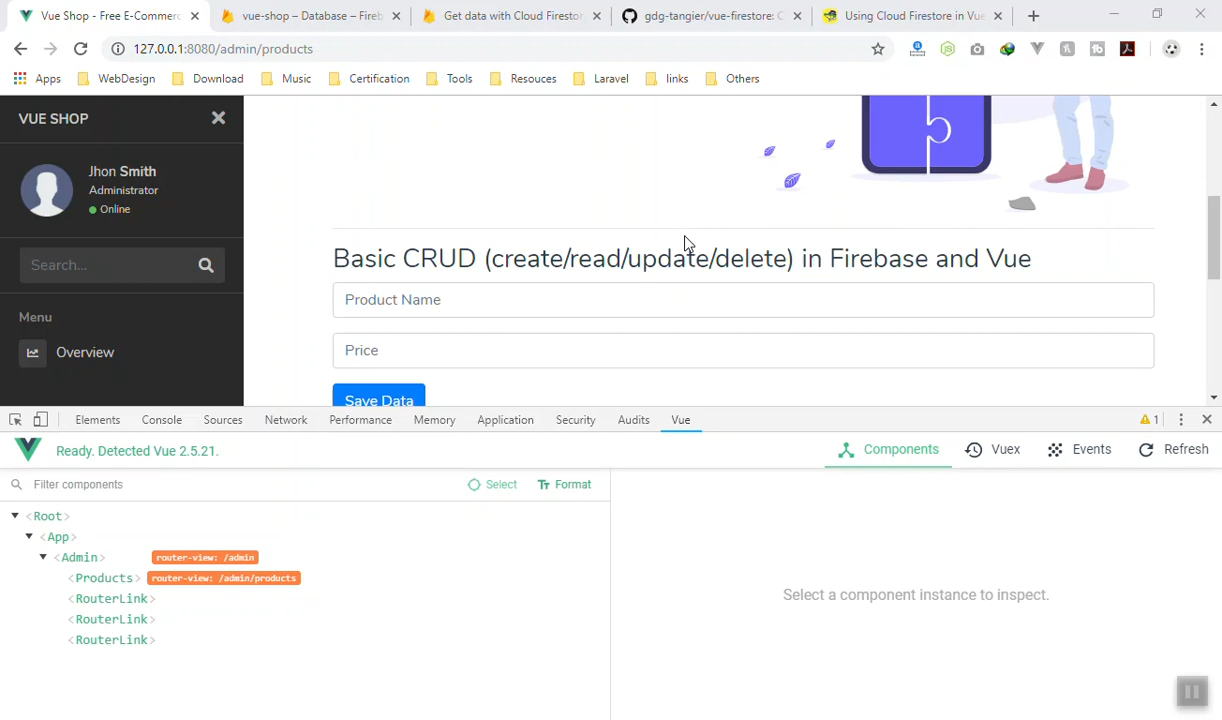 Vue Shop - Free E-Commerc
vue-shop – Database – Fireb
Get data with Cloud Firestor
gdg-tangier/vue-firestore: C
Using Cloud Firestore in Vue
127.0.0.1:8080/admin/products
Apps
WebDesign
Download
Music
Certification
Tools
Resouces
Laravel
links
Others
VUE SHOP
Jhon Smith
Administrator
Online
Search...
Menu
Overview
Basic CRUD (create/read/update/delete) in Firebase and Vue
Product Name
Price
Save Data
Elements
Console
Sources
Network
Performance
Memory
Application
Security
Audits
Vue
1
Ready. Detected Vue 2.5.21.
Components
Vuex
Events
Refresh
Filter components
Select
Format
<Root>
<App>
<Admin> router-view: /admin
<Products> router-view: /admin/products
<RouterLink>
<RouterLink>
<RouterLink>
Select a component instance to inspect.